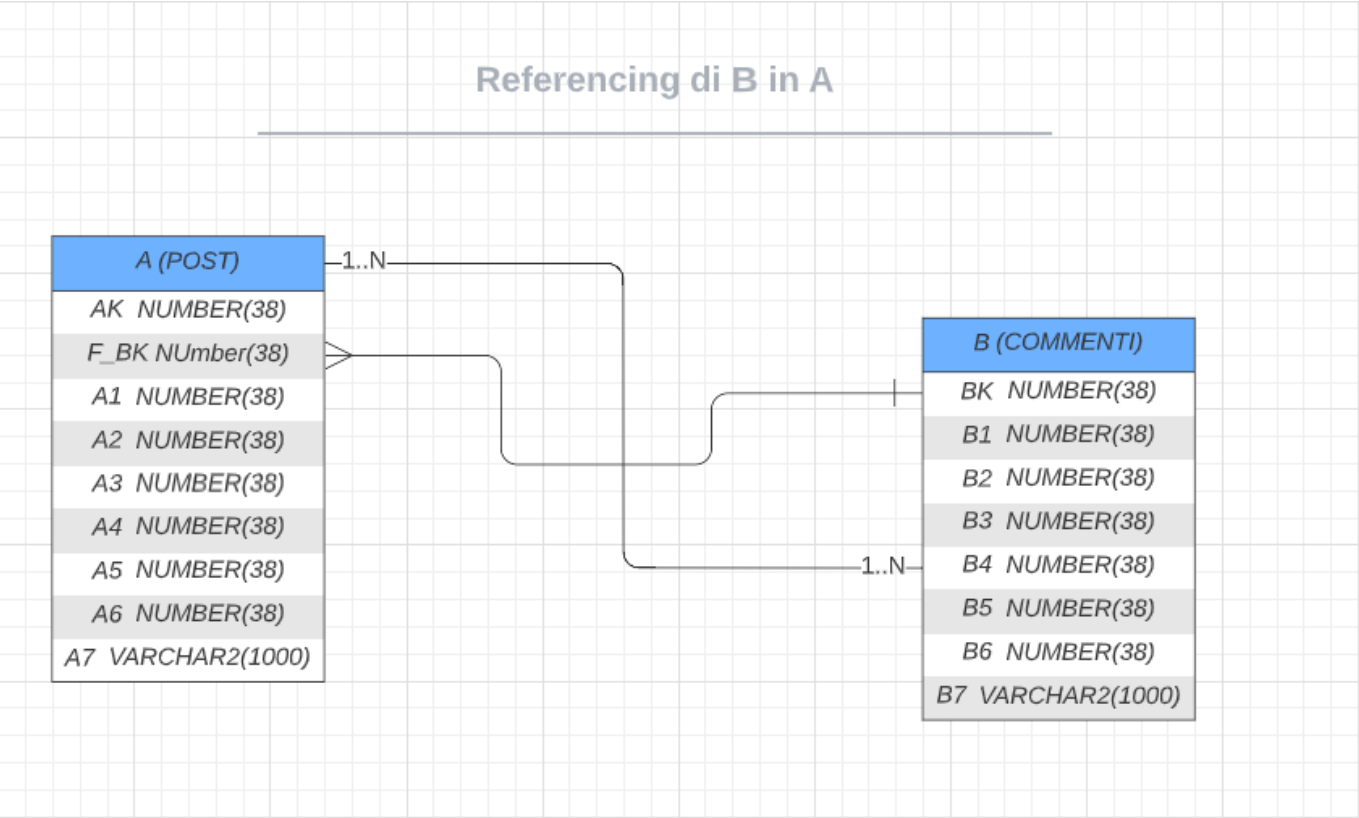 Referencing di B in A
A (POST)
1..N
AK NUMBER(38)
F_BK NUmber(38)
A1 NUMBER(38)
A2 NUMBER(38)
A3 NUMBER(38)
A4 NUMBER(38)
A5 NUMBER(38)
A6 NUMBER(38)
A7 VARCHAR2(1000)
B (COMMENTI)
BK NUMBER(38)
B1 NUMBER(38)
B2 NUMBER(38)
B3 NUMBER(38)
1..N
B4 NUMBER(38)
B5 NUMBER(38)
B6 NUMBER(38)
B7 VARCHAR2(1000)